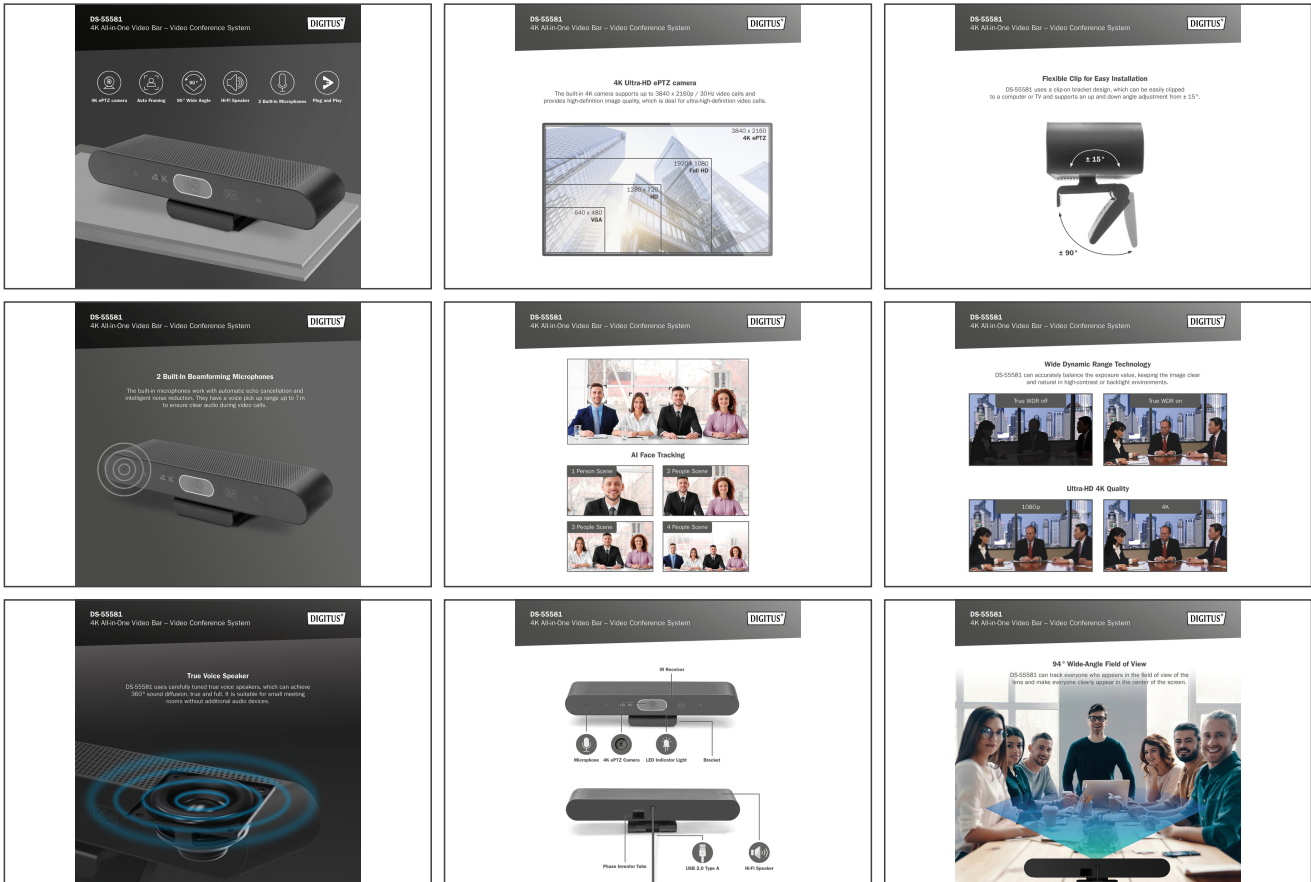 DS-55581
4K All-in-One Video Bar – Video Conference System
DIGITUS®
4K ePTZ camera
Auto Framing
90° Wide Angle
Hi-Fi Speaker
2 Built-in Microphones
Plug and Play
90°
4K
DS-55581
4K All-in-One Video Bar – Video Conference System
DIGITUS®
4K Ultra-HD ePTZ camera
The built-in 4K camera supports up to 3840 x 2160p / 30Hz video calls and
provides high-definition image quality, which is deal for ultra-high-definition video calls.
3840 x 2160
4K ePTZ
1920 x 1080
Full HD
1280 x 720
HD
640 x 480
VGA
DS-55581
4K All-in-One Video Bar – Video Conference System
DIGITUS®
Flexible Clip for Easy Installation
DS-55581 uses a clip-on bracket design, which can be easily clipped
to a computer or TV and supports an up and down angle adjustment from ± 15°.
± 15°
± 90°
DS-55581
4K All-in-One Video Bar – Video Conference System
DIGITUS®
2 Built-In Beamforming Microphones
The built-in microphones work with automatic echo cancellation and
intelligent noise reduction. They have a voice pick up range up to 7m
to ensure clear audio during video calls.
4K
DS-55581
4K All-in-One Video Bar – Video Conference System
DIGITUS®
AI Face Tracking
1 Person Scene
2 People Scene
3 People Scene
4 People Scene
DS-55581
4K All-in-One Video Bar – Video Conference System
DIGITUS®
Wide Dynamic Range Technology
DS-55581 can accurately balance the exposure value, keeping the image clear
and natural in high-contrast or backlight environments.
True WDR off
True WDR on
Ultra-HD 4K Quality
1080p
4K
DS-55581
4K All-in-One Video Bar – Video Conference System
DIGITUS®
True Voice Speaker
DS-55581 uses carefully tuned true voice speakers, which can achieve
360° sound diffusion, true and full. It is suitable for small meeting
rooms without additional audio devices.
DS-55581
4K All-in-One Video Bar – Video Conference System
DIGITUS®
IR Receiver
Microphone
4K ePTZ Camera
LED Indicator Light
Bracket
Phase Inventor Tube
USB 2.0 Type A
Hi-Fi Speaker
DS-55581
4K All-in-One Video Bar – Video Conference System
DIGITUS®
94° Wide-Angle Field of View
DS-55581 can track everyone who appears in the field of view of the
lens and make everyone clearly appear in the center of the screen.